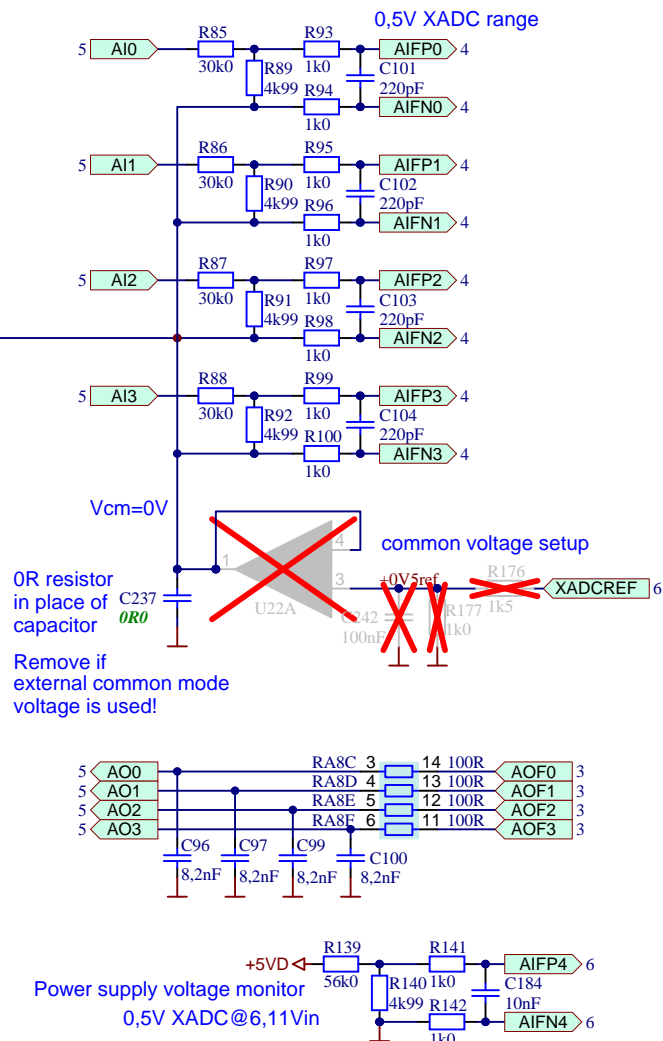 0,5V XADC range
R85 R93
5 AI0 AIFP0 4
30k0 R89 1k0 C101
4k99 R94 220pF
AIFN0 4
1k0
R86 R95
5 AI1 AIFP1 4
30k0 R90 1k0 C102
4k99 R96 220pF
AIFN1 4
1k0
R87 R97
5 AI2 AIFP2 4
30k0 R91 1k0 C103
4k99 R98 220pF
AIFN2 4
1k0
R88 R99
5 AI3 AIFP3 4
30k0 R92 1k0 C104
4k99 R100 220pF
AIFN3 4
1k0
Vcm=0V
common voltage setup
4
1
3
U22A
+0V5ref
R176
1k5
XADCREF 6
C242
100nF
R177
1k0
0R resistor
in place of
capacitor
C237
0R0
Remove if
external common mode
voltage is used!
5 AO0 RA8C 3 14 100R AOF0 3
5 AO1 RA8D 4 13 100R AOF1 3
5 AO2 RA8E 5 12 100R AOF2 3
5 AO3 RA8F 6 11 100R AOF3 3
C96 C97 C99 C100
8,2nF 8,2nF 8,2nF 8,2nF
R139 R141
+5VD AIFP4 6
56k0 R140 1k0 C184
4k99 R142 10nF
AIFN4 6
1k0
Power supply voltage monitor
0,5V XADC@6,11Vin